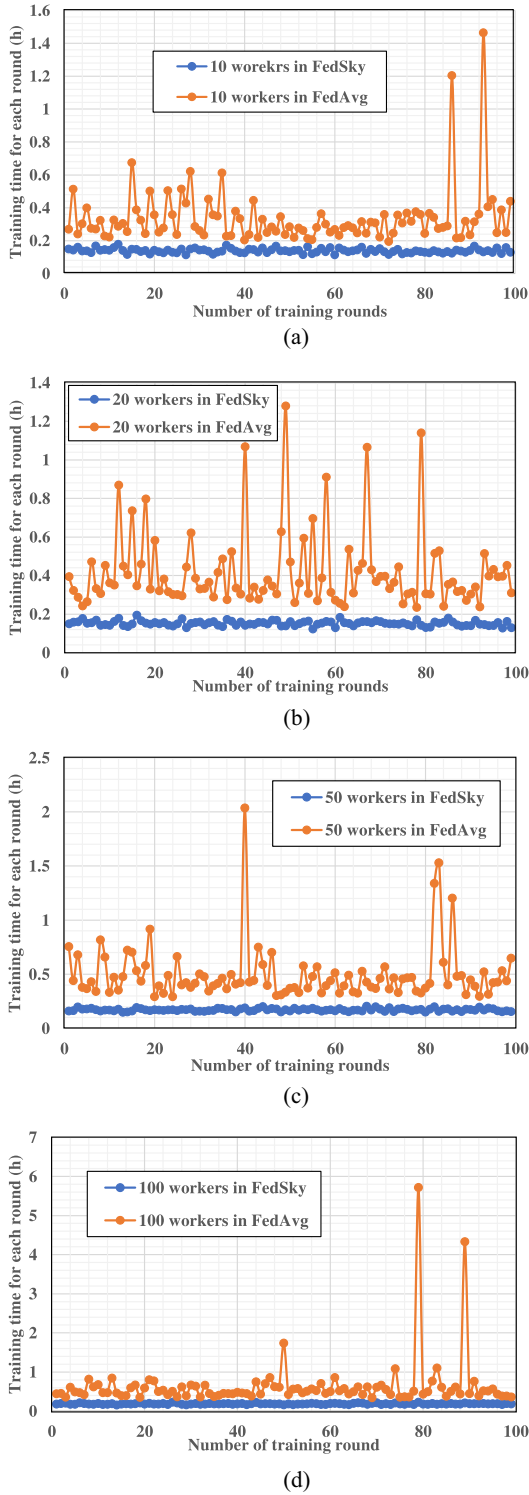 Training time for each round (h)
1.6
1.4
1.2
1
0.8
0.6
0.4
0.2
0
10 worekrs in FedSky
10 workers in FedAvg
0 20 40 60 80 100
Number of training rounds
(a)
Training time for each round (h)
1.4
1.2
1
0.8
0.6
0.4
0.2
0
20 workers in FedSky
20 workers in FedAvg
0 20 40 60 80 100
Number of training rounds
(b)
Training time for each round (h)
2.5
2
1.5
1
0.5
0
50 workers in FedSky
50 workers in FedAvg
0 20 40 60 80 100
Number of training rounds
(c)
Training time for each round (h)
7
6
5
4
3
2
1
0
100 workers in FedSky
100 workers in FedAvg
0 20 40 60 80 100
Number of training round
(d)